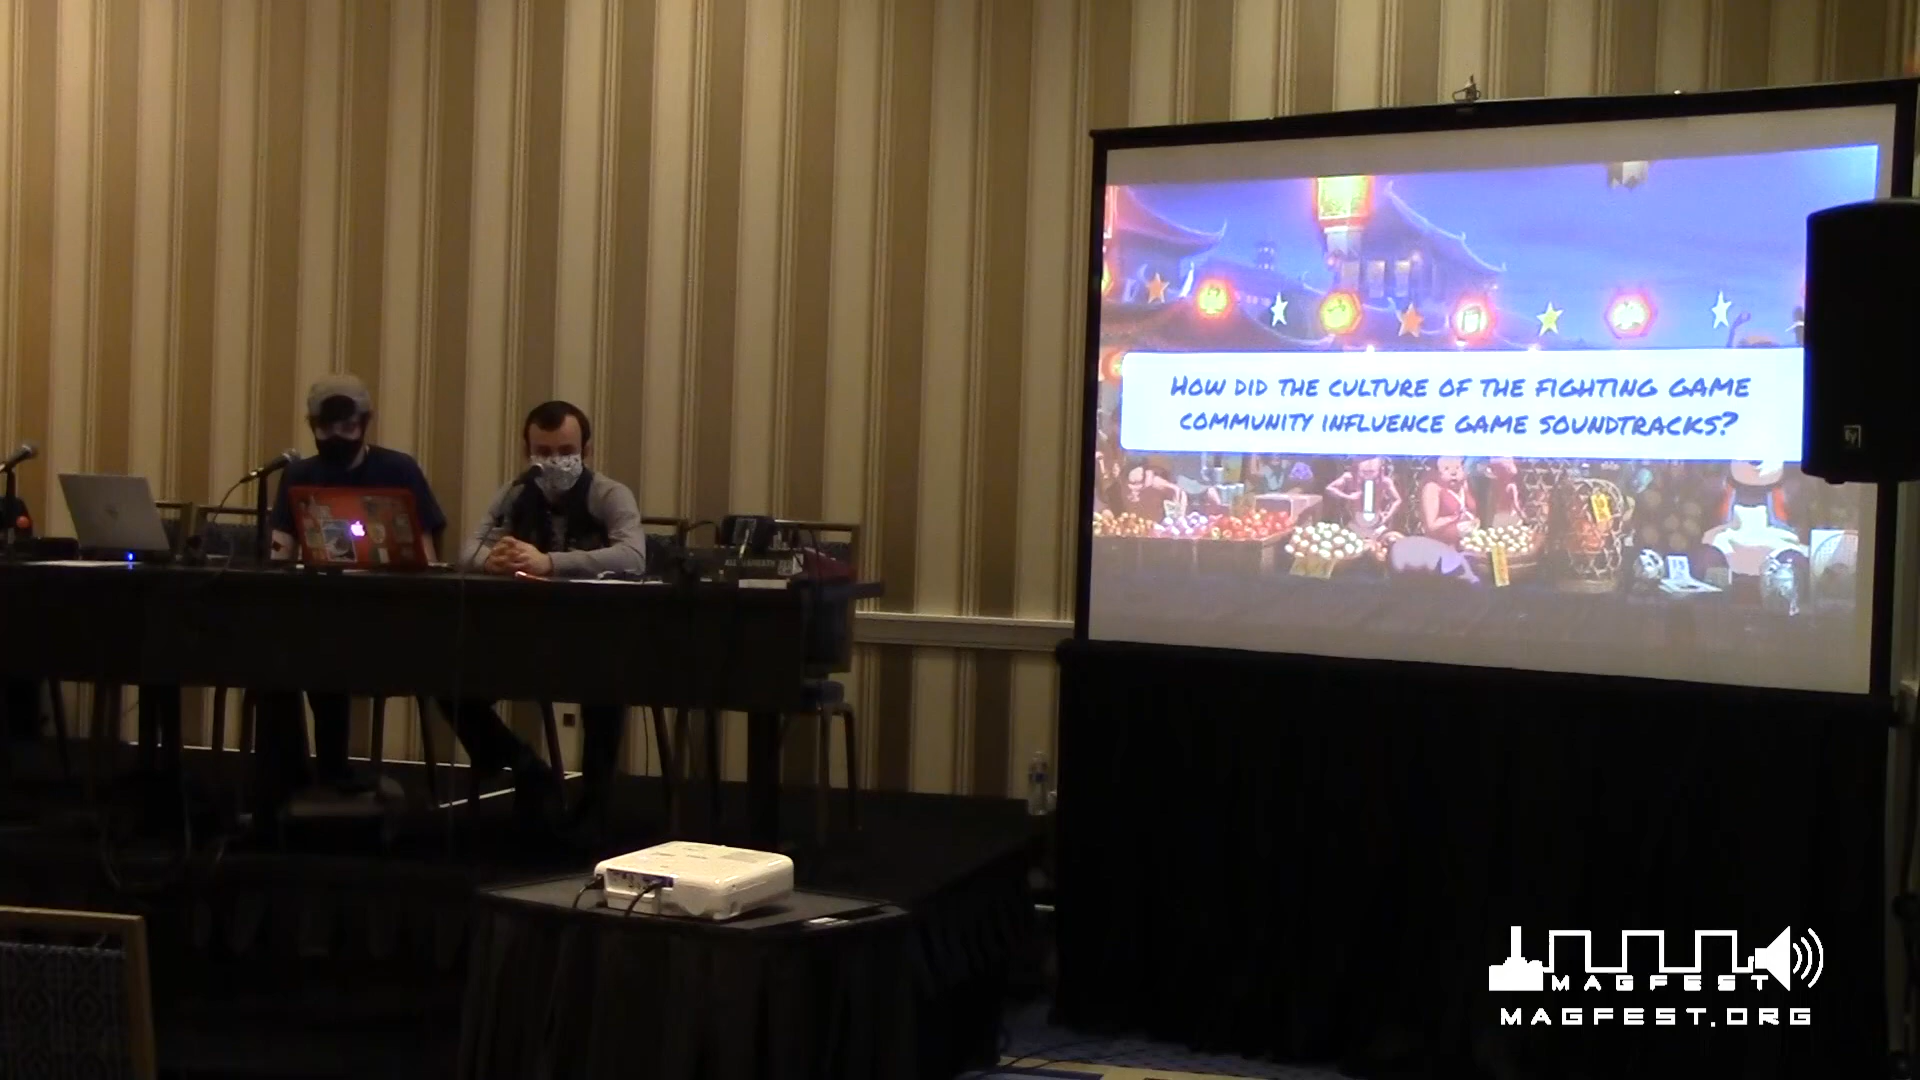 HOW DID THE CULTURE OF THE FIGHTING GAME
COMMUNITY INFLUENCE GAME SOUNDTRACKS?
MAGFEST
MAGFEST.ORG